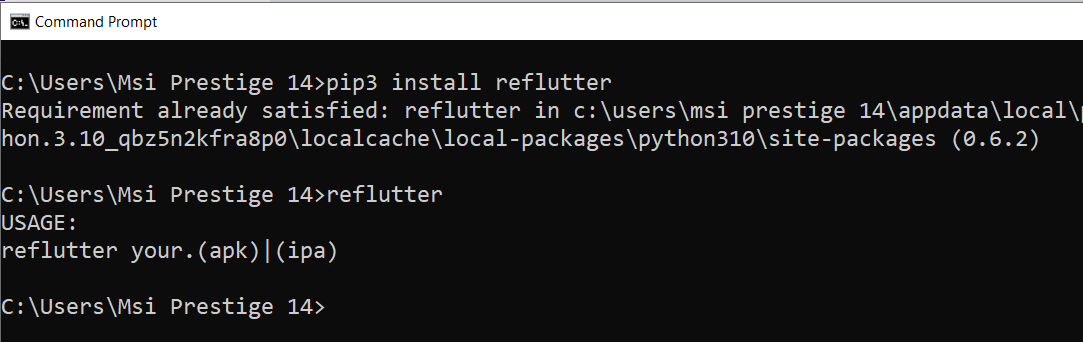 Command Prompt
C:\Users\Msi Prestige 14>pip3 install reflutter
Requirement already satisfied: reflutter in c:\users\msi prestige 14\appdata\local\
hon.3.10_qbz5n2kfra8p0\localcache\local-packages\python310\site-packages (0.6.2)
C:\Users\Msi Prestige 14>reflutter
USAGE:
reflutter your.(apk)|(ipa)
C:\Users\Msi Prestige 14>